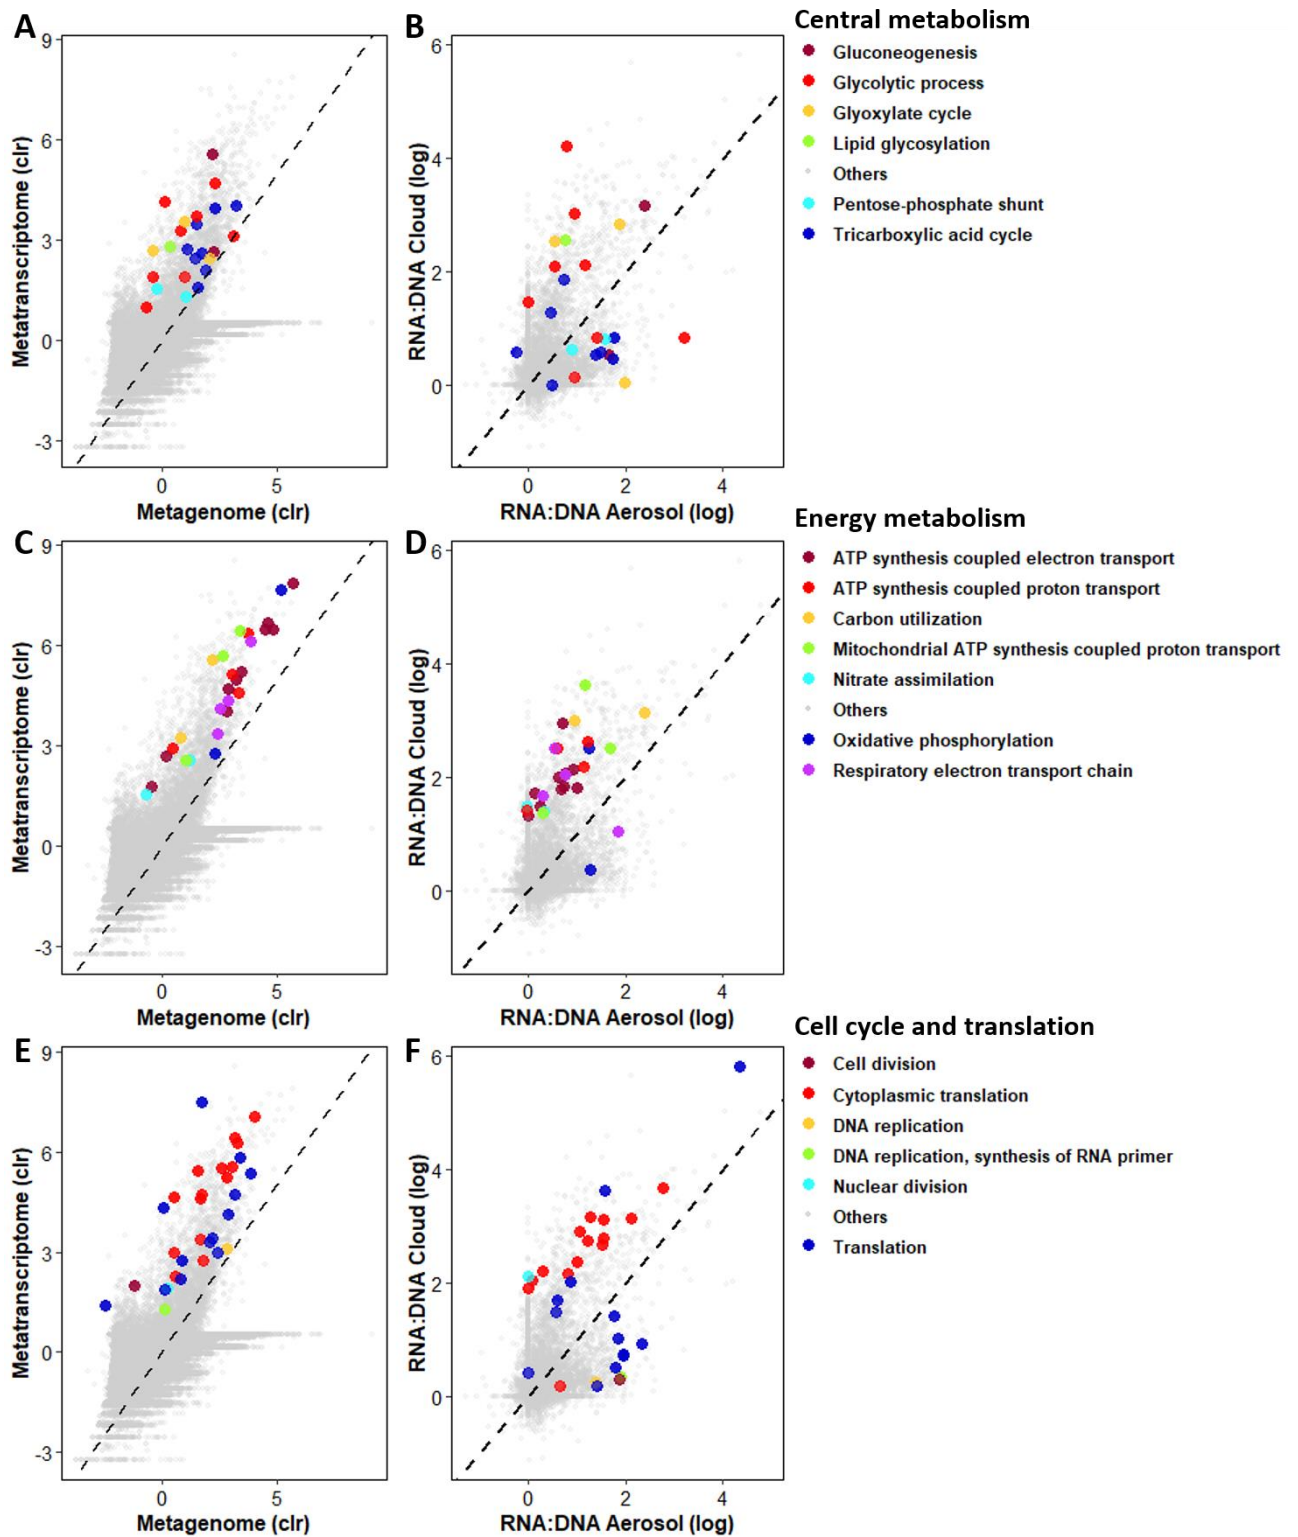 A
9
6
3
0
-3
Metatranscriptome (clr)
0 5
Metagenome (clr)
B
6
4
2
0
RNA:DNA Cloud (log)
0 2 4
RNA:DNA Aerosol (log)
Central metabolism
Gluconeogenesis
Glycolytic process
Glyoxylate cycle
Lipid glycosylation
Others
Pentose-phosphate shunt
Tricarboxylic acid cycle
C
9
6
3
0
-3
Metatranscriptome (clr)
0 5
Metagenome (clr)
D
6
4
2
0
RNA:DNA Cloud (log)
0 2 4
RNA:DNA Aerosol (log)
Energy metabolism
ATP synthesis coupled electron transport
ATP synthesis coupled proton transport
Carbon utilization
Mitochondrial ATP synthesis coupled proton transport
Nitrate assimilation
Others
Oxidative phosphorylation
Respiratory electron transport chain
E
9
6
3
0
-3
Metatranscriptome (clr)
0 5
Metagenome (clr)
F
6
4
2
0
RNA:DNA Cloud (log)
0 2 4
RNA:DNA Aerosol (log)
Cell cycle and translation
Cell division
Cytoplasmic translation
DNA replication
DNA replication, synthesis of RNA primer
Nuclear division
Others
Translation